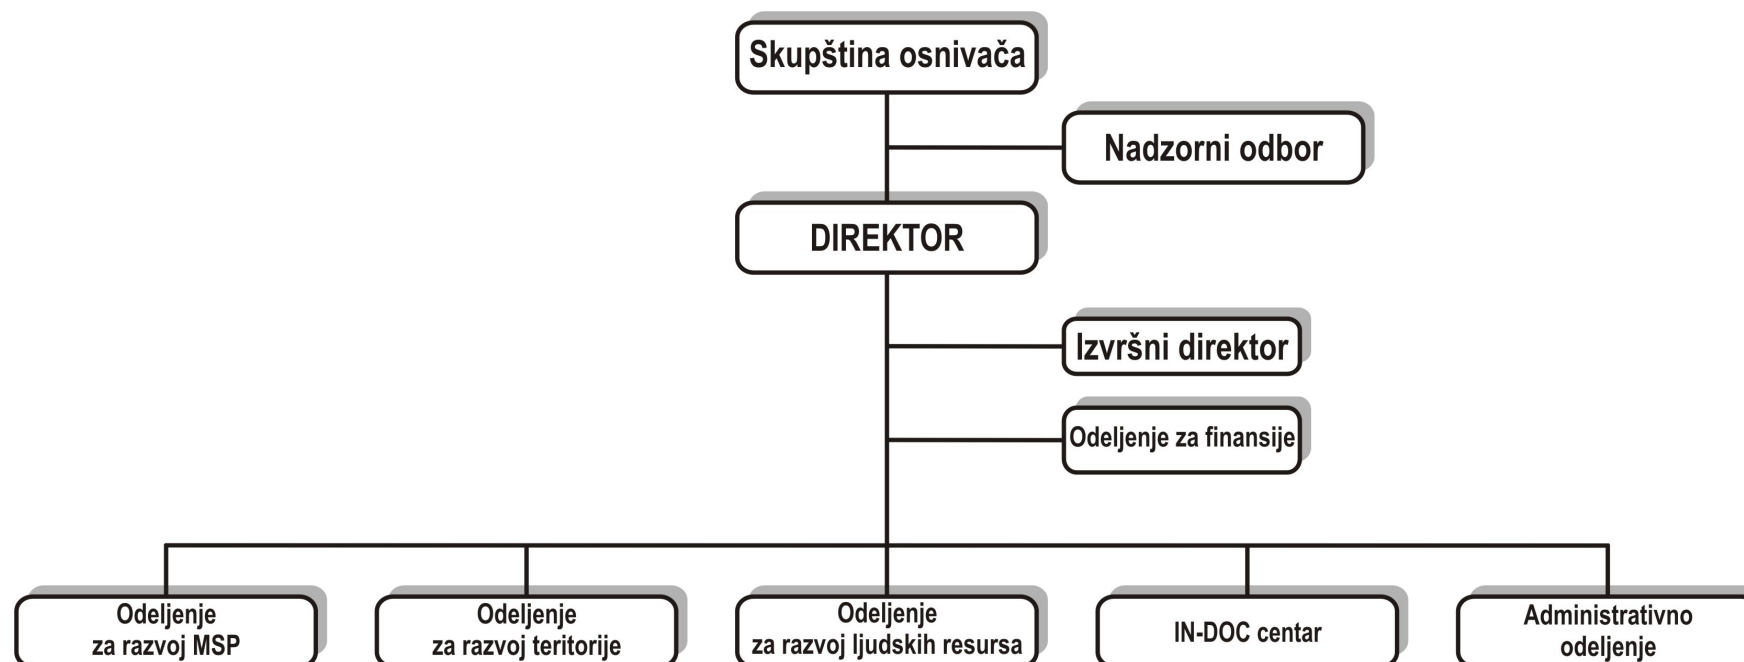 Skupština osnivača
Nadzorni odbor
DIREKTOR
Izvršni direktor
Odeljenje za finansije
Odeljenje
za razvoj MSP
Odeljenje
za razvoj teritorije
Odeljenje
za razvoj ljudskih resursa
IN-DOC centar
Administrativno
odeljenje